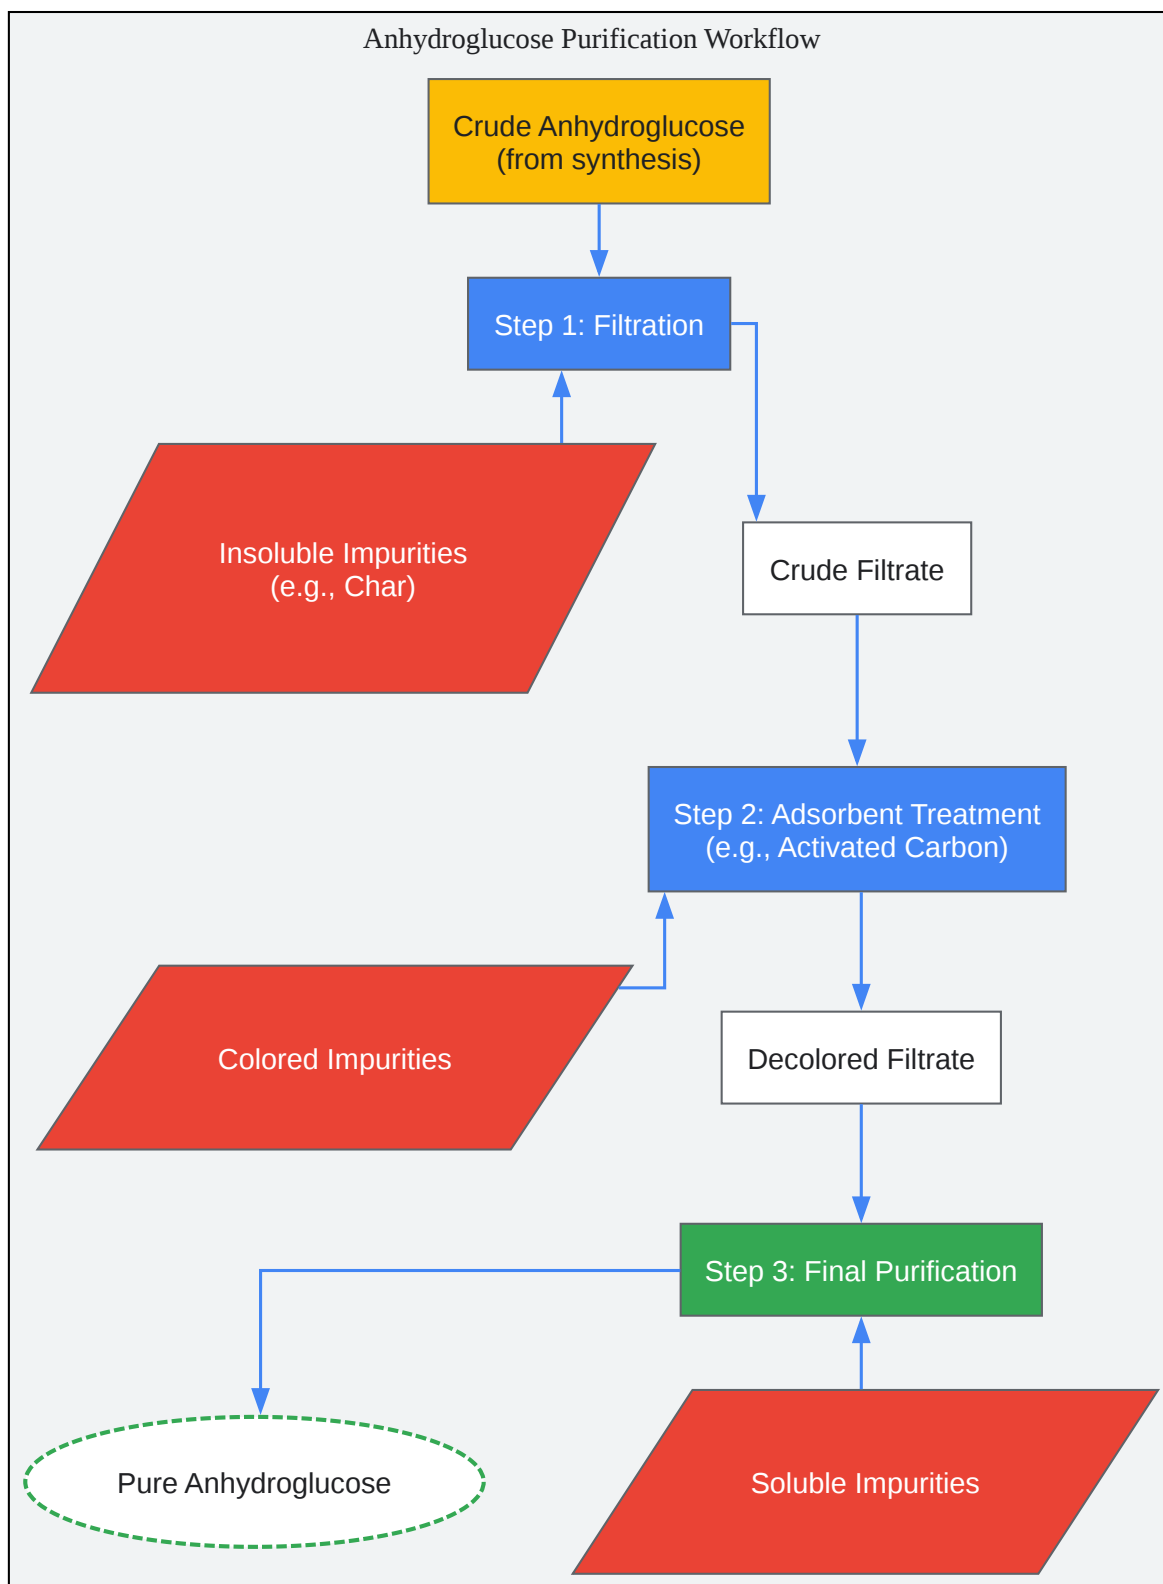 Anhydroglucose Purification Workflow
Crude Anhydroglucose
(from synthesis)
Step 1: Filtration
Insoluble Impurities
(e.g., Char)
Crude Filtrate
Step 2: Adsorbent Treatment
(e.g., Activated Carbon)
Colored Impurities
Decolored Filtrate
Step 3: Final Purification
Pure Anhydroglucose
Soluble Impurities